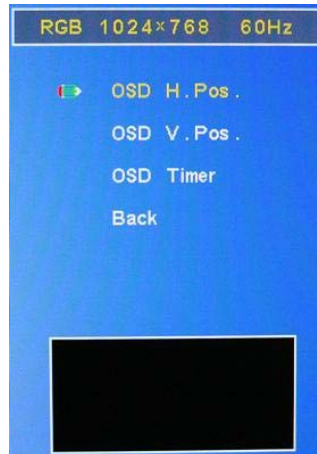 RGB 1024×768 60Hz
OSD H.Pos.
OSD V.Pos.
OSD Timer
Back